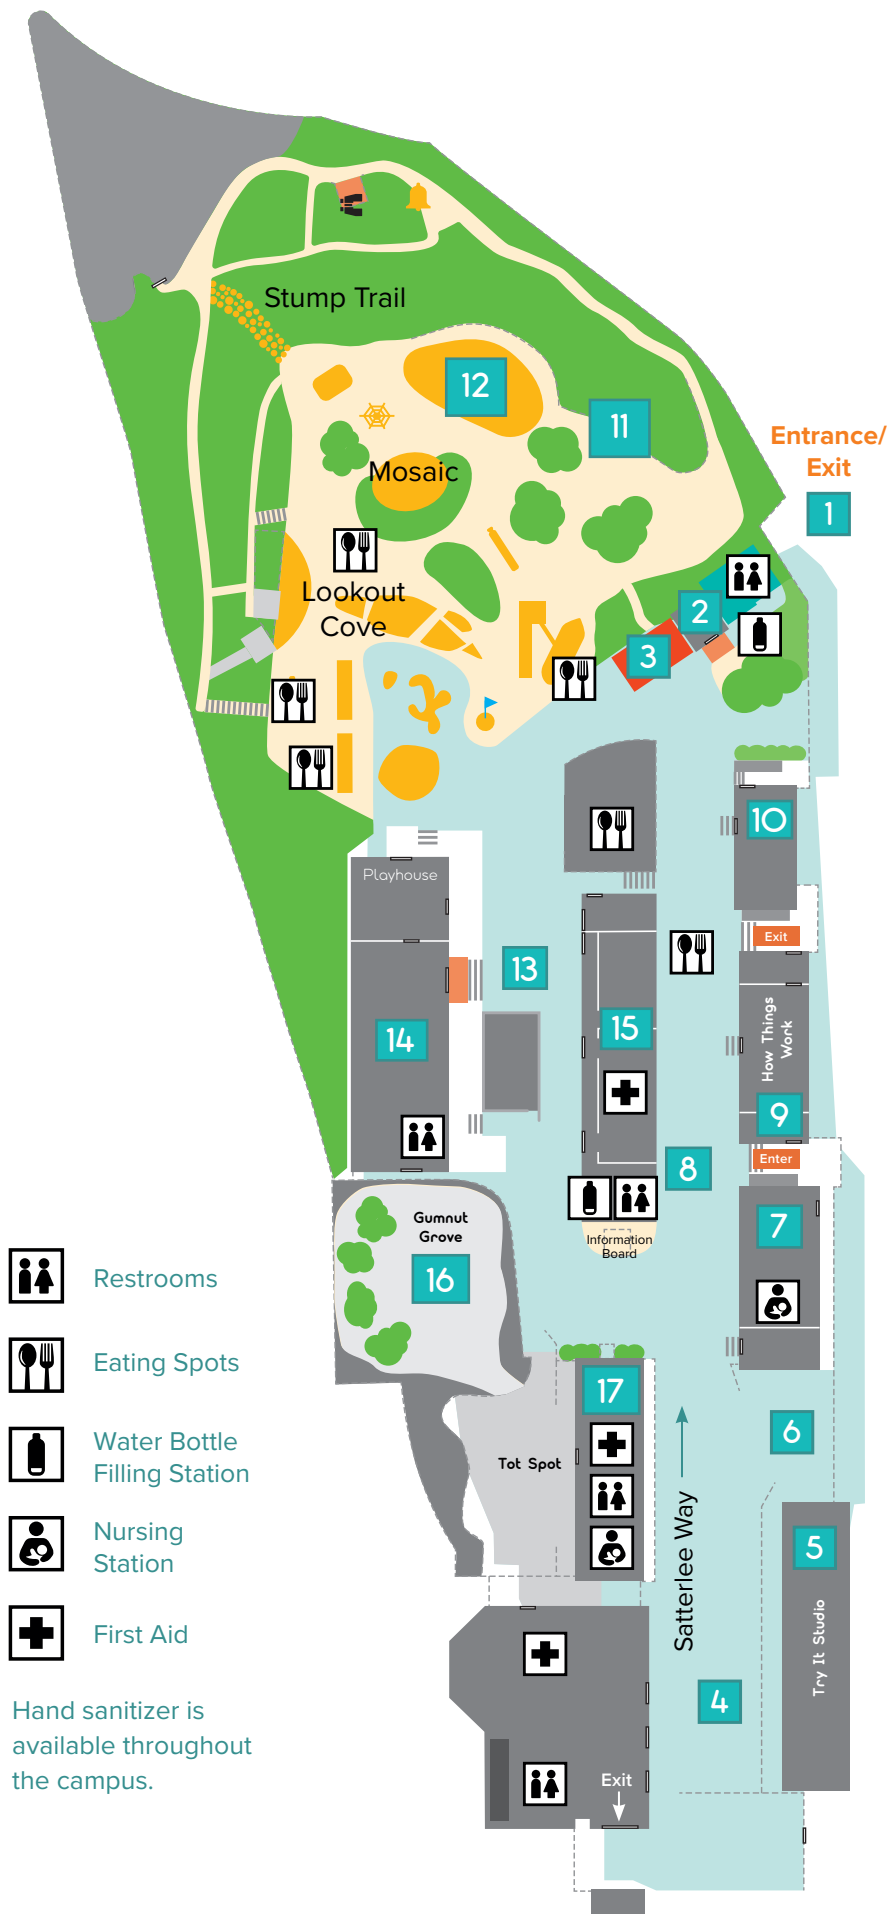 Stump Trail
12
11
Entrance/
Exit
Mosaic
1
Lookout
Cove
2
3
10
Playhouse
Exit
13
How Things
Work
15
14
9
8
Enter
7
Gumnut
Grove
Information
Board
16
Restrooms
Eating Spots
17
6
Water Bottle
Filling Station
Tot Spot
Satterlee Way
Nursing
Station
5
Try It Studio
First Aid
4
Hand sanitizer is
available throughout
the campus.
Exit